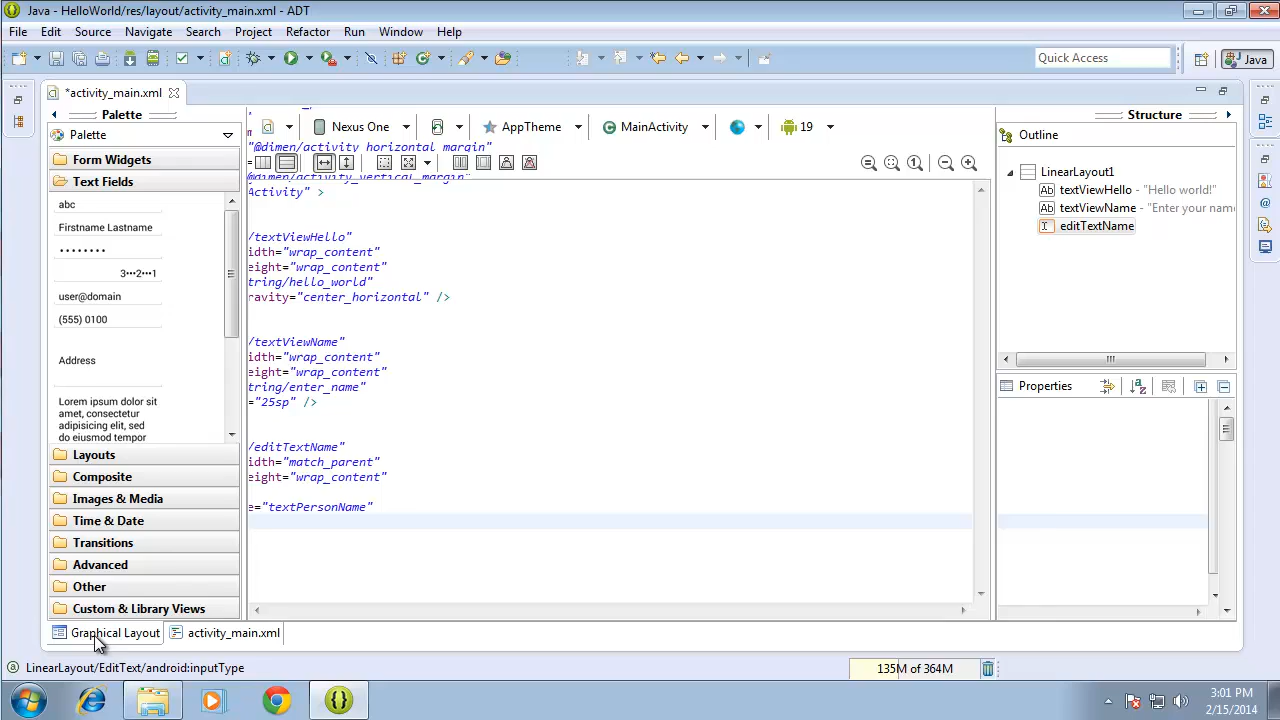 Java - HelloWorld/res/layout/activity_main.xml - ADT
File Edit Source Navigate Search Project Refactor Run Window Help
Quick Access
Java
*activity_main.xml
Palette
Structure
Palette
Nexus One
AppTheme
MainActivity
19
Outline
"@dimen/activity_horizontal_margin"
Form Widgets
Text Fields
@dimen/activity_vertical_margin"
Activity" >
LinearLayout1
textViewHello - "Hello world!"
textViewName - "Enter your name
editTextName
abc
Firstname Lastname
••••••••
3•••2•••1
user@domain
(555) 0100
Address
Lorem ipsum dolor sit
amet, consectetur
adipisicing elit, sed
do eiusmod tempor
/textViewHello"
idth="wrap_content"
eight="wrap_content"
tring/hello_world"
ravity="center_horizontal" />
/textViewName"
idth="wrap_content"
eight="wrap_content"
tring/enter_name"
="25sp" />
/editTextName"
idth="match_parent"
eight="wrap_content"
e="textPersonName"
Properties
Layouts
Composite
Images & Media
Time & Date
Transitions
Advanced
Other
Custom & Library Views
Graphical Layout
activity_main.xml
LinearLayout/EditText/android:inputType
135M of 364M
3:01 PM
2/15/2014